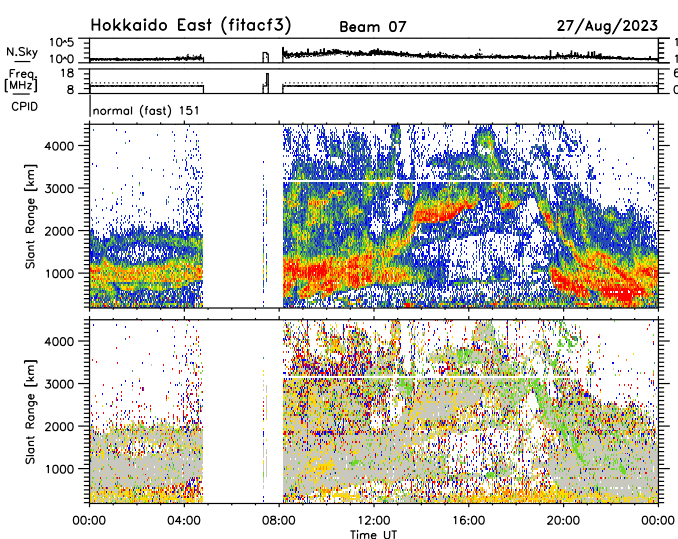 Hokkaido East (fitacf3) Beam 07 27/Aug/2023
N.Sky 10^5 10^0 1 1
Freq. [MHz] 18 8 6 0
CPID normal (fast) 151
Slant Range [km] 4000 3000 2000 1000
Slant Range [km] 4000 3000 2000 1000
00:00 04:00 08:00 12:00 16:00 20:00 00:00
Time UT